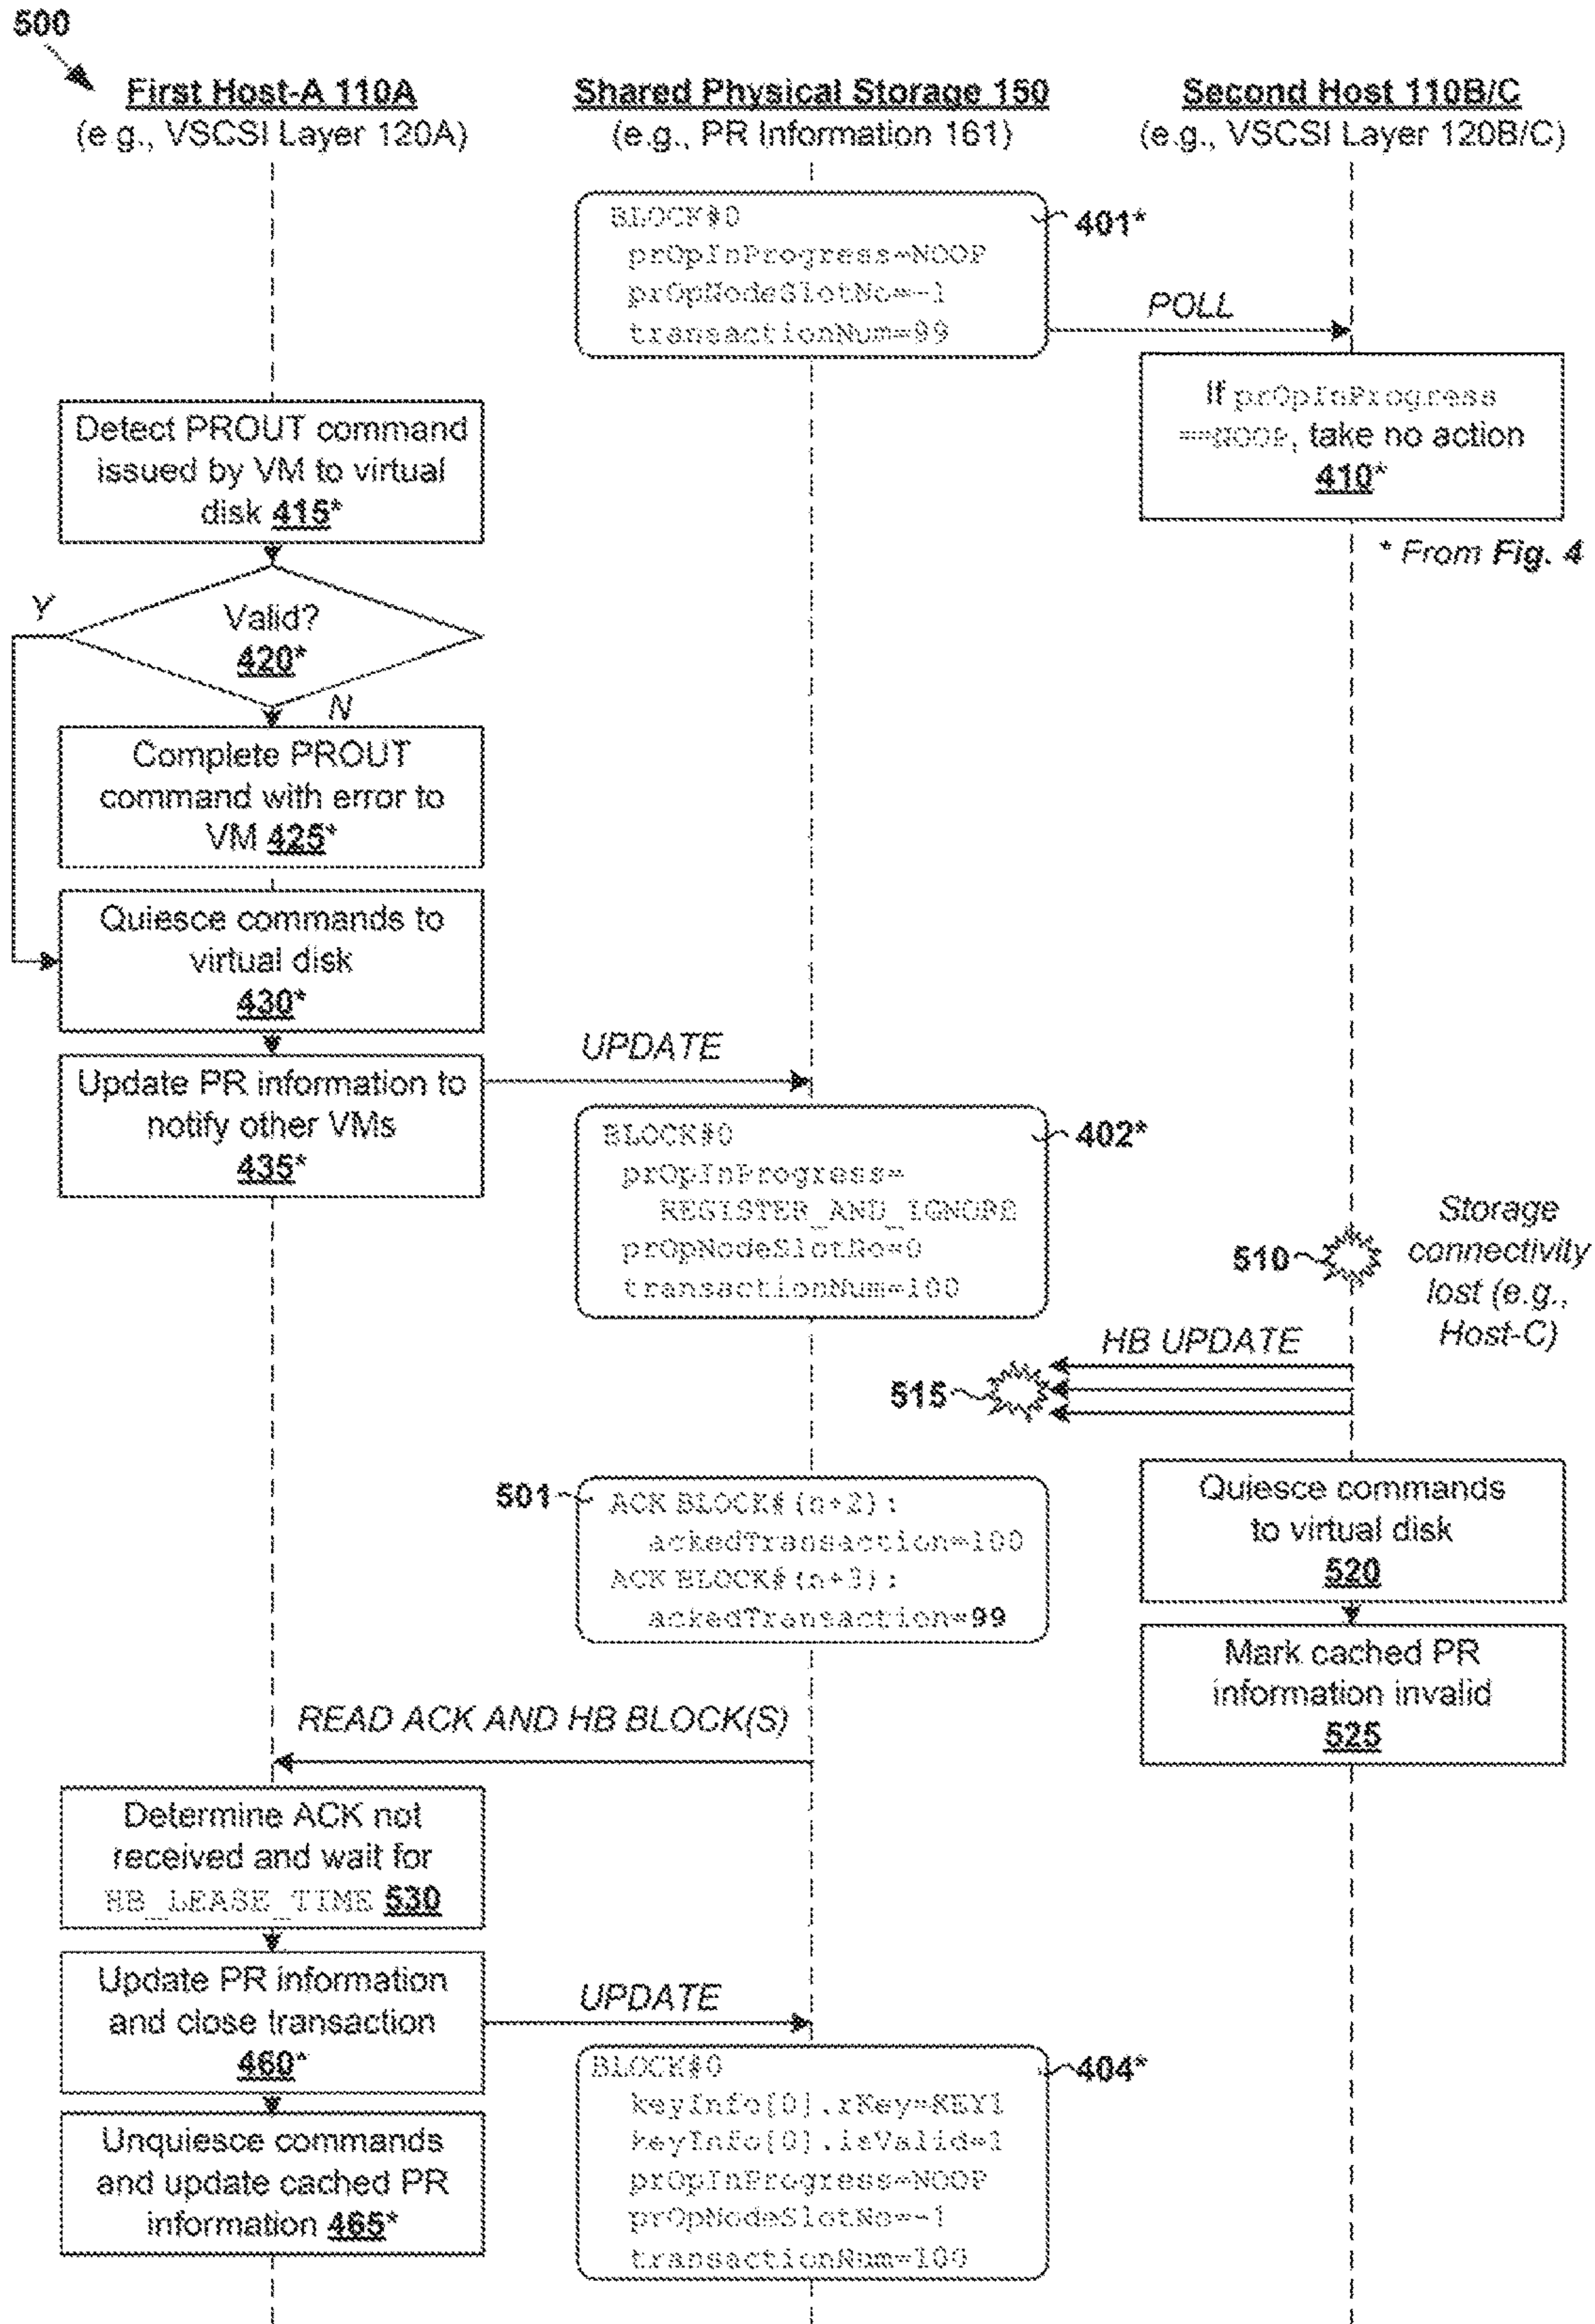 500
First Host-A 110A
(e.g., VSCSI Layer 120A)
Shared Physical Storage 150
(e.g., PR Information 161)
Second Host 110B/C
(e.g., VSCSI Layer 120B/C)
BLOCK#0
prOpInProgress=NOOP
prOpNodeSlotNo=-1
transactionNum=99
401*
POLL
If prOpInProgress
==NOOP, take no action
410*
* From Fig. 4
Detect PROUT command
issued by VM to virtual
disk 415*
Y
Valid?
420*
N
Complete PROUT
command with error to
VM 425*
Quiesce commands to
virtual disk
430*
Update PR information to
notify other VMs
435*
UPDATE
BLOCK#0
prOpInProgress=
REGISTER_AND_IGNORE
prOpNodeSlotNo=0
transactionNum=100
402*
510
Storage
connectivity
lost (e.g.,
Host-C)
HB UPDATE
515
501
ACK BLOCK#(n+2):
ackedTransaction=100
ACK BLOCK#(n+3):
ackedTransaction=99
Quiesce commands
to virtual disk
520
Mark cached PR
information invalid
525
READ ACK AND HB BLOCK(S)
Determine ACK not
received and wait for
HB_LEASE_TIME 530
Update PR information
and close transaction
460*
UPDATE
BLOCK#0
keyInfo[0].rKey=KEY1
keyInfo[0].isValid=1
prOpInProgress=NOOP
prOpNodeSlotNo=-1
transactionNum=100
404*
Unquiesce commands
and update cached PR
information 465*